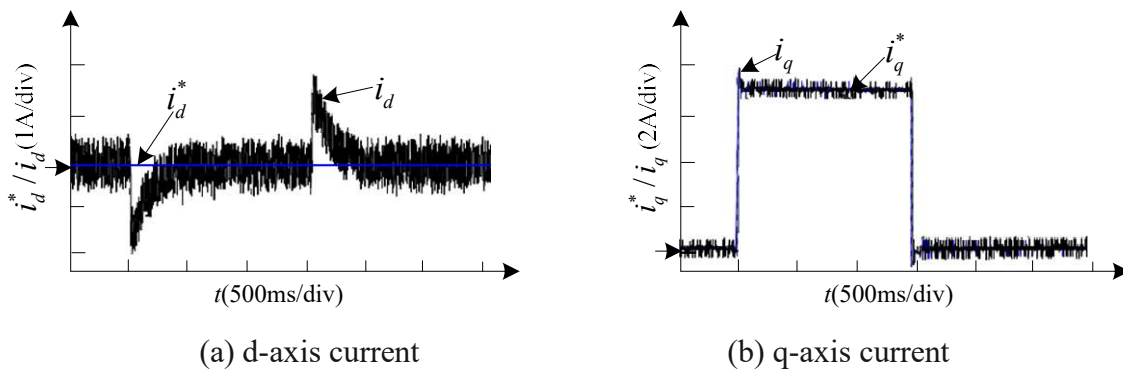 i_d^* / i_d (1A/div)
i_d^*
i_d
t(500ms/div)
(a) d-axis current
i_q^* / i_q (2A/div)
i_q
i_q^*
t(500ms/div)
(b) q-axis current